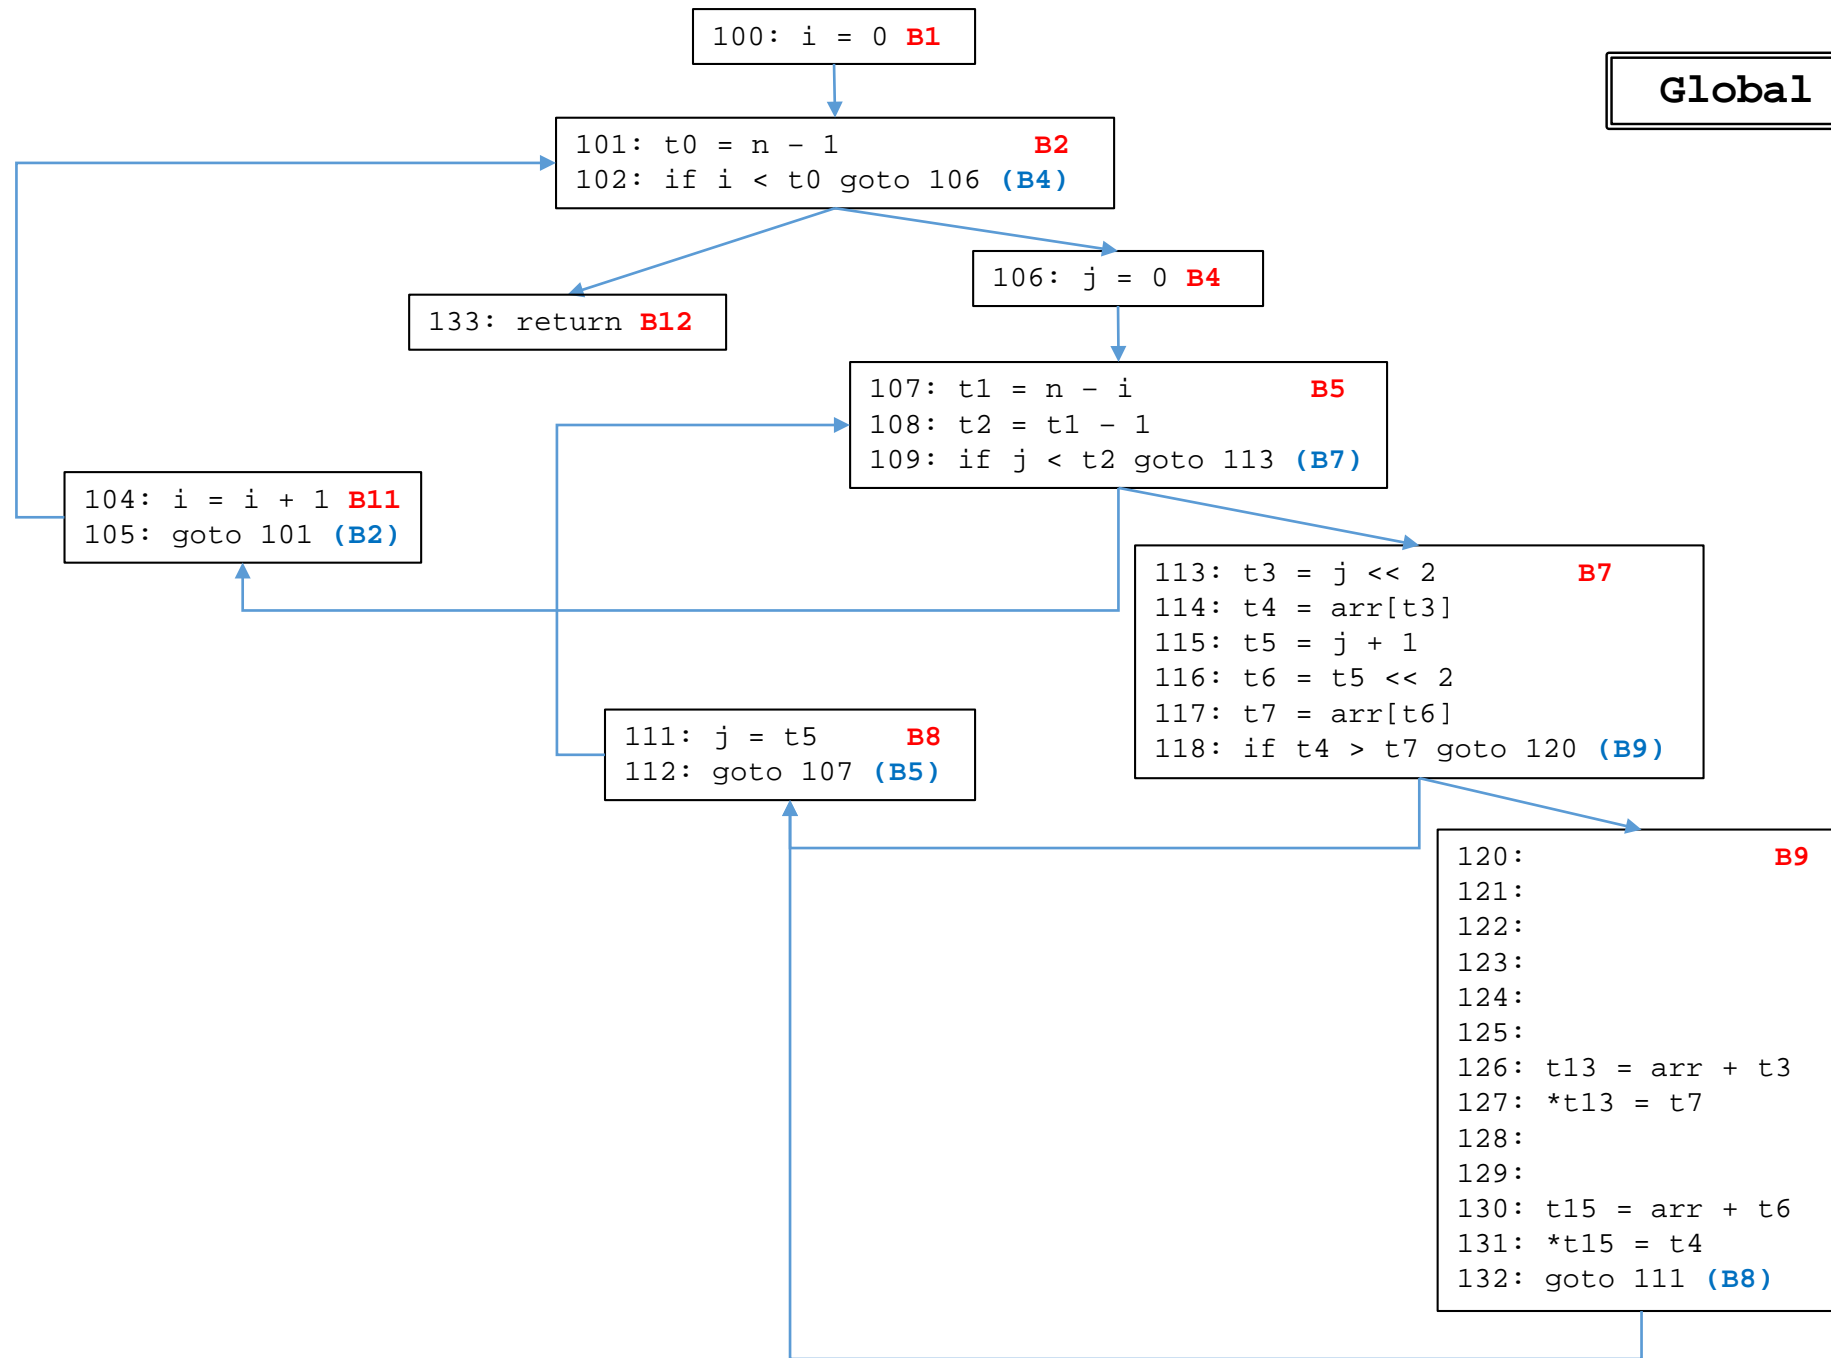 100: i = 0 B1
Global
101: t0 = n – 1 B2
102: if i < t0 goto 106 (B4)
106: j = 0 B4
133: return B12
107: t1 = n – i B5
108: t2 = t1 – 1
109: if j < t2 goto 113 (B7)
104: i = i + 1 B11
105: goto 101 (B2)
113: t3 = j << 2 B7
114: t4 = arr[t3]
115: t5 = j + 1
116: t6 = t5 << 2
117: t7 = arr[t6]
118: if t4 > t7 goto 120 (B9)
111: j = t5 B8
112: goto 107 (B5)
120: B9
121:
122:
123:
124:
125:
126: t13 = arr + t3
127: *t13 = t7
128:
129:
130: t15 = arr + t6
131: *t15 = t4
132: goto 111 (B8)